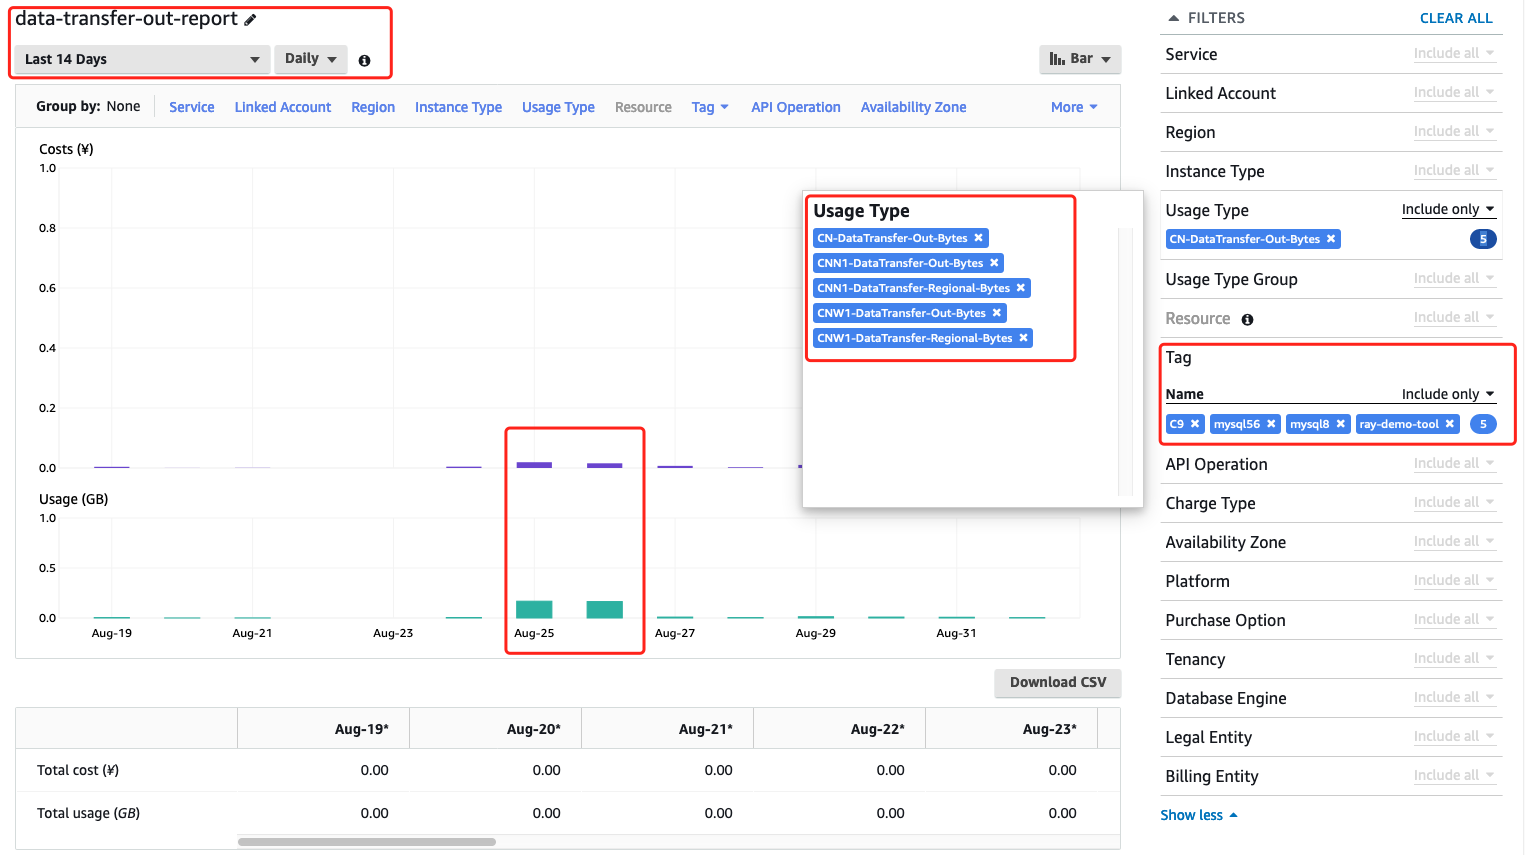 data-transfer-out-report
Last 14 Days Daily
Bar
Group by: None Service Linked Account Region Instance Type Usage Type Resource Tag API Operation Availability Zone More
Costs (¥)
1.0
0.8
0.6
0.4
0.2
0.0
Usage (GB)
1.0
0.5
0.0
Aug-19 Aug-21 Aug-23 Aug-25 Aug-27 Aug-29 Aug-31
Usage Type
CN-DataTransfer-Out-Bytes
CNN1-DataTransfer-Out-Bytes
CNN1-DataTransfer-Regional-Bytes
CNW1-DataTransfer-Out-Bytes
CNW1-DataTransfer-Regional-Bytes
Download CSV
Aug-19* Aug-20* Aug-21* Aug-22* Aug-23*
Total cost (¥) 0.00 0.00 0.00 0.00 0.00
Total usage (GB) 0.00 0.00 0.00 0.00 0.00
FILTERS CLEAR ALL
Service Include all
Linked Account Include all
Region Include all
Instance Type Include all
Usage Type Include only
CN-DataTransfer-Out-Bytes 5
Usage Type Group Include all
Resource Include all
Tag
Name Include only
C9 mysql56 mysql8 ray-demo-tool 5
API Operation Include all
Charge Type Include all
Availability Zone Include all
Platform Include all
Purchase Option Include all
Tenancy Include all
Database Engine Include all
Legal Entity Include all
Billing Entity Include all
Show less